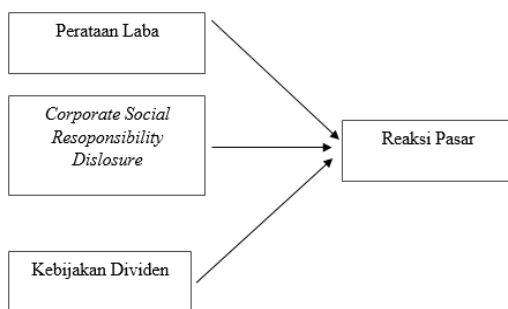 Perataan Laba
Corporate Social
Resoponsibility
Dislosure
Reaksi Pasar
Kebijakan Dividen